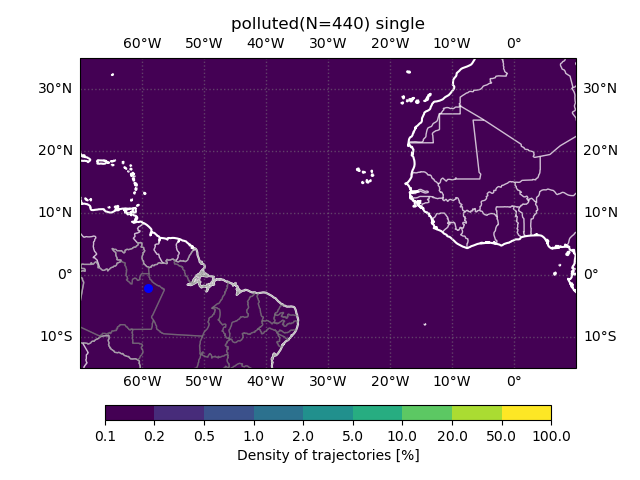 polluted(N=440) single
60°W 50°W 40°W 30°W 20°W 10°W 0°
30°N 30°N
20°N 20°N
10°N 10°N
0° 0°
10°S 10°S
60°W 50°W 40°W 30°W 20°W 10°W 0°
0.1 0.2 0.5 1.0 2.0 5.0 10.0 20.0 50.0 100.0
Density of trajectories [%]